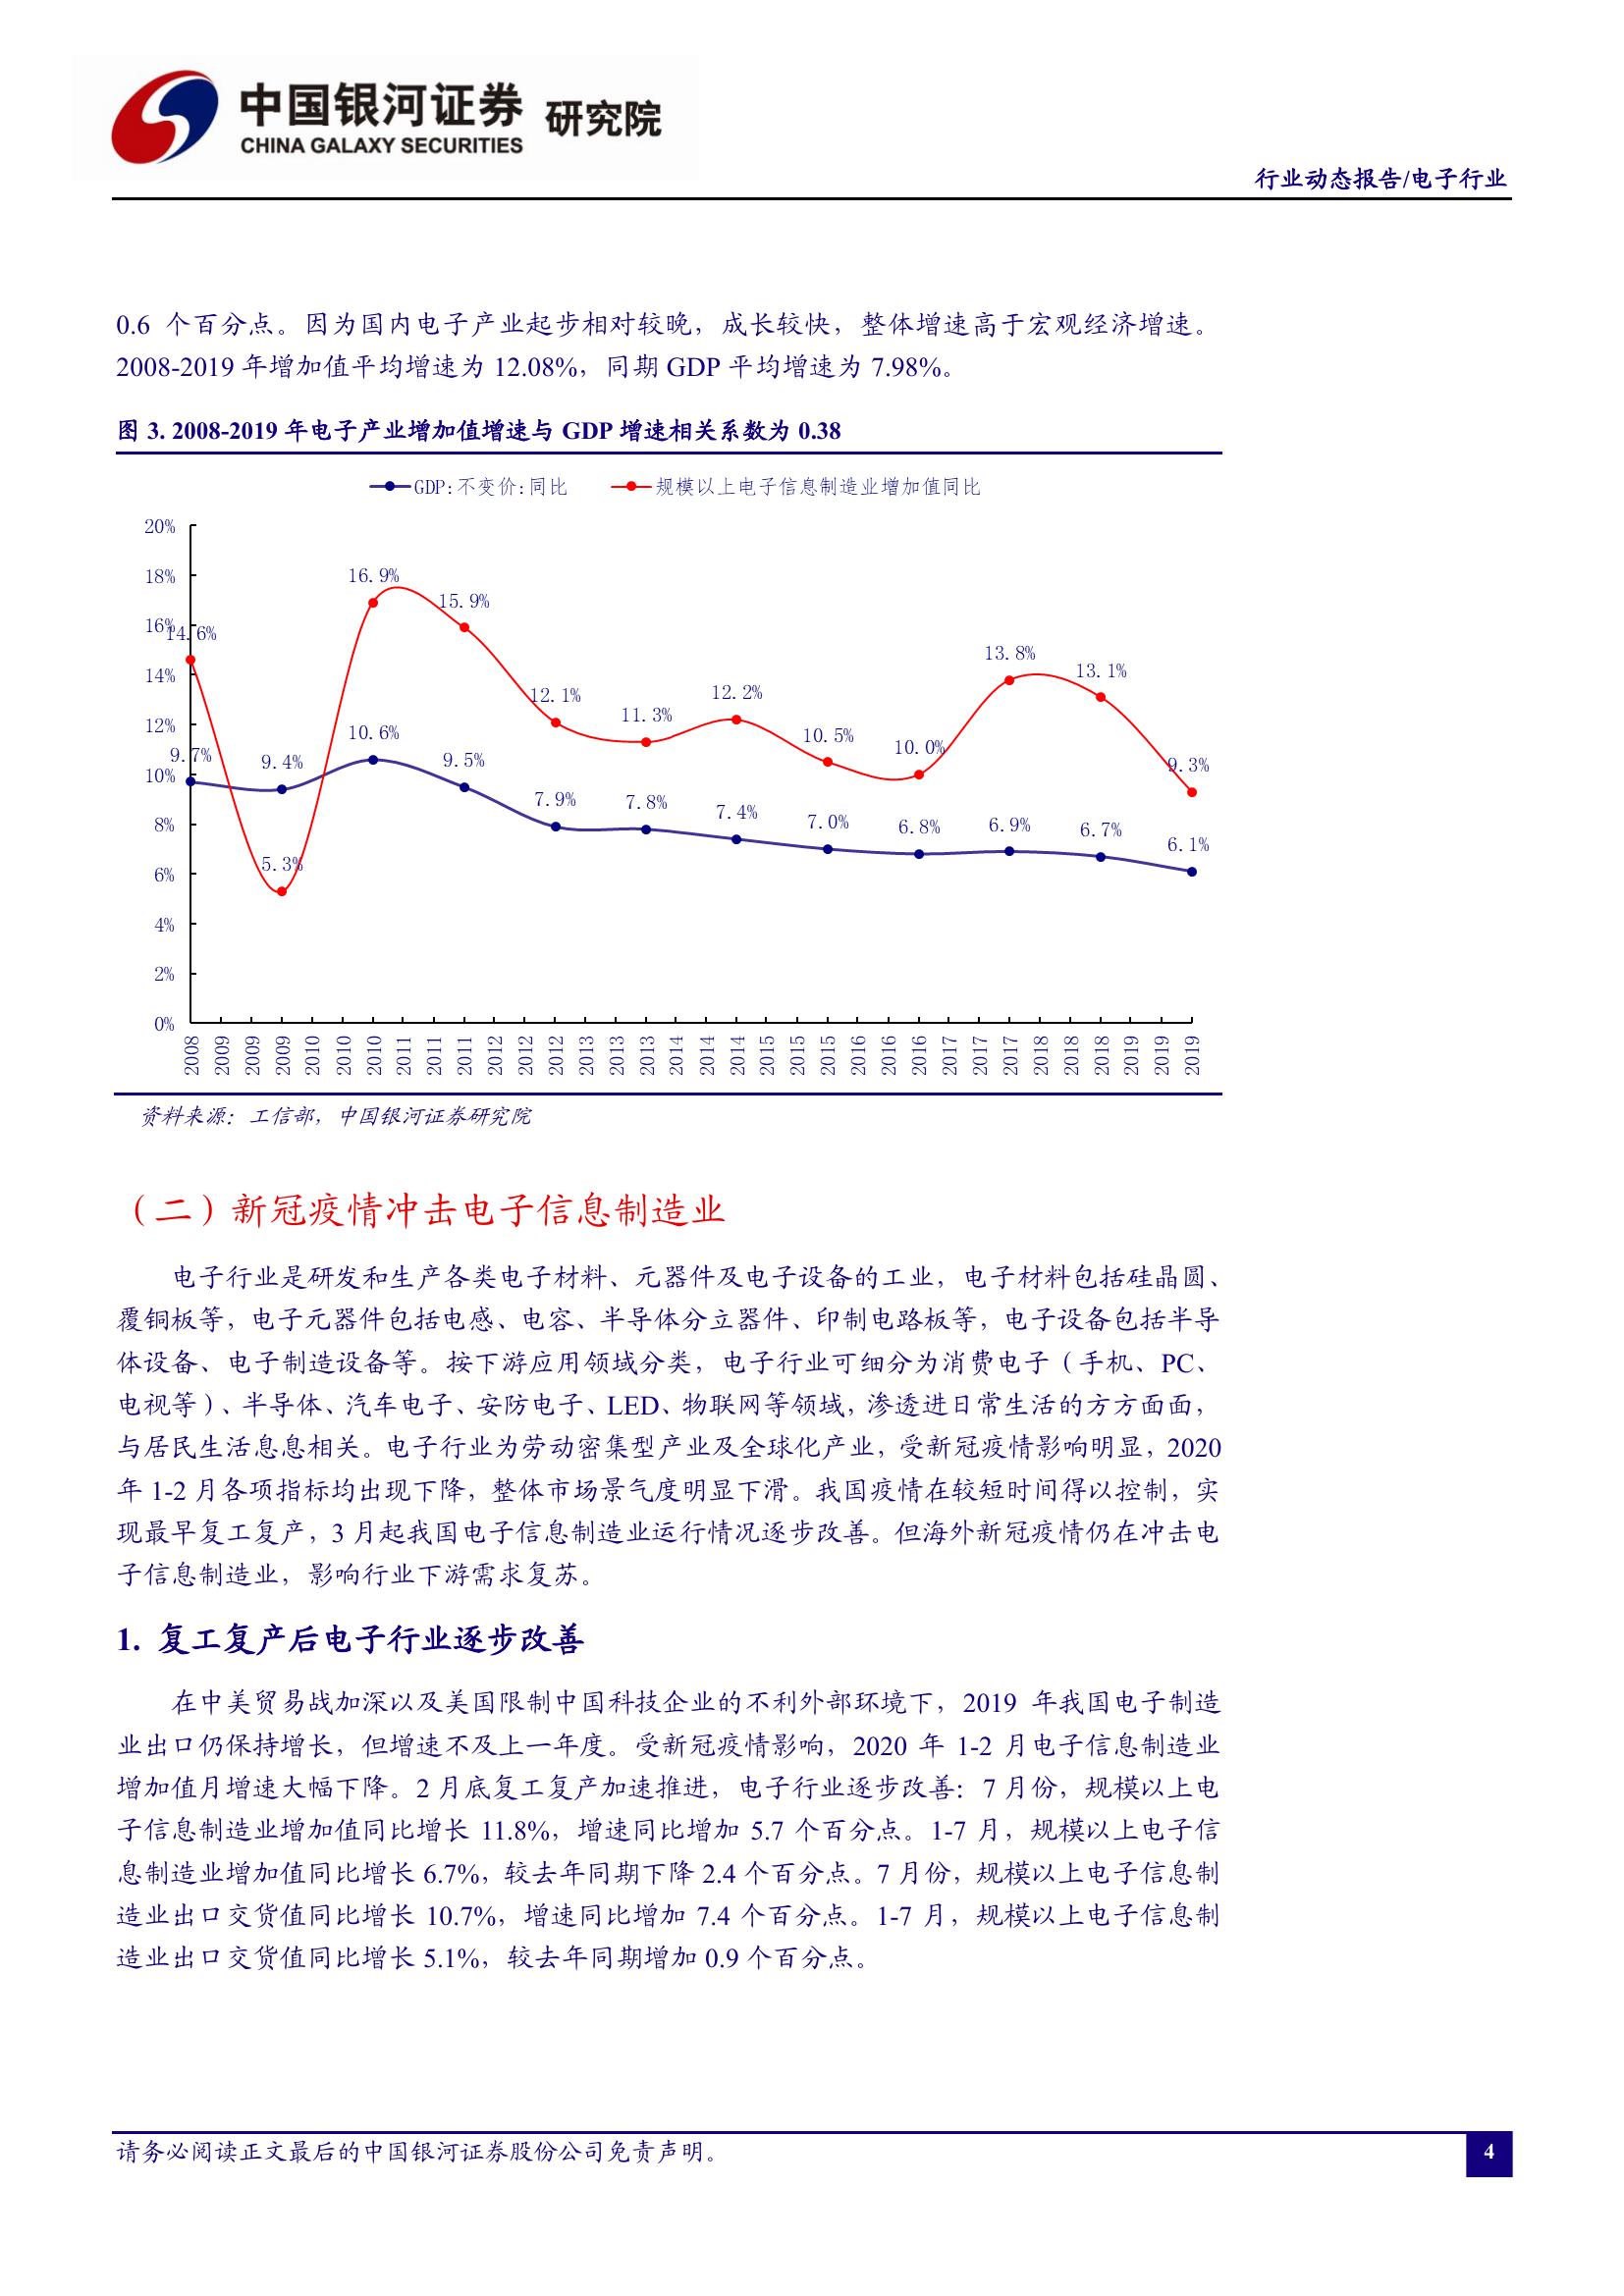 中国银河证券 研究院
CHINA GALAXY SECURITIES
行业动态报告/电子行业
0.6 个百分点。因为国内电子产业起步相对较晚，成长较快，整体增速高于宏观经济增速。
2008-2019 年增加值平均增速为 12.08%，同期 GDP 平均增速为 7.98%。
图 3. 2008-2019 年电子产业增加值增速与 GDP 增速相关系数为 0.38
GDP:不变价:同比 规模以上电子信息制造业增加值同比
20%
18%
16%
14%
12%
10%
8%
6%
4%
2%
0%
14.6% 5.3% 16.9% 15.9% 12.1% 11.3% 12.2% 10.5% 10.0% 13.8% 13.1% 9.3%
9.7% 9.4% 10.6% 9.5% 7.9% 7.8% 7.4% 7.0% 6.8% 6.9% 6.7% 6.1%
2008 2009 2009 2009 2010 2010 2010 2011 2011 2011 2012 2012 2012 2013 2013 2013 2014 2014 2014 2015 2015 2015 2016 2016 2016 2017 2017 2017 2018 2018 2018 2019 2019 2019
资料来源：工信部，中国银河证券研究院
（二）新冠疫情冲击电子信息制造业
电子行业是研发和生产各类电子材料、元器件及电子设备的工业，电子材料包括硅晶圆、
覆铜板等，电子元器件包括电感、电容、半导体分立器件、印制电路板等，电子设备包括半导
体设备、电子制造设备等。按下游应用领域分类，电子行业可细分为消费电子（手机、PC、
电视等）、半导体、汽车电子、安防电子、LED、物联网等领域，渗透进日常生活的方方面面，
与居民生活息息相关。电子行业为劳动密集型产业及全球化产业，受新冠疫情影响明显，2020
年 1-2 月各项指标均出现下降，整体市场景气度明显下滑。我国疫情在较短时间得以控制，实
现最早复工复产，3 月起我国电子信息制造业运行情况逐步改善。但海外新冠疫情仍在冲击电
子信息制造业，影响行业下游需求复苏。
1. 复工复产后电子行业逐步改善
在中美贸易战加深以及美国限制中国科技企业的不利外部环境下，2019 年我国电子制造
业出口仍保持增长，但增速不及上一年度。受新冠疫情影响，2020 年 1-2 月电子信息制造业
增加值月增速大幅下降。2 月底复工复产加速推进，电子行业逐步改善：7 月份，规模以上电
子信息制造业增加值同比增长 11.8%，增速同比增加 5.7 个百分点。1-7 月，规模以上电子信
息制造业增加值同比增长 6.7%，较去年同期下降 2.4 个百分点。7 月份，规模以上电子信息制
造业出口交货值同比增长 10.7%，增速同比增加 7.4 个百分点。1-7 月，规模以上电子信息制
造业出口交货值同比增长 5.1%，较去年同期增加 0.9 个百分点。
请务必阅读正文最后的中国银河证券股份公司免责声明。
4